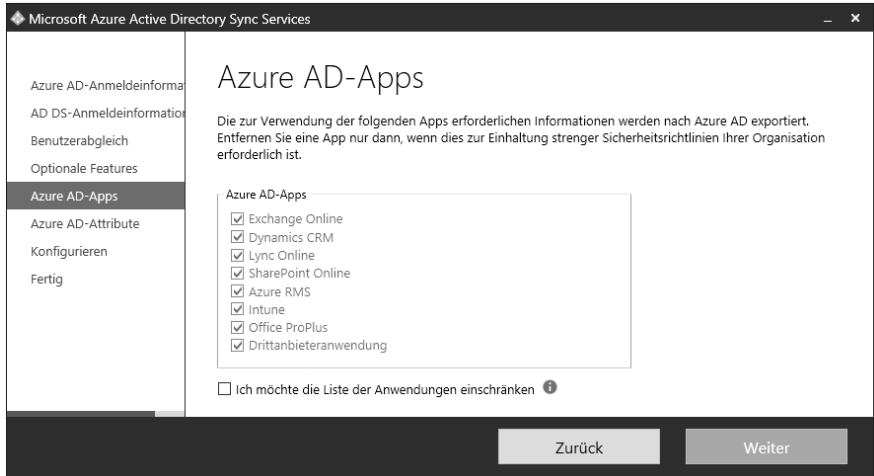 Microsoft Azure Active Directory Sync Services
Azure AD-Anmeldeinforma
AD DS-Anmeldeinformation
Benutzerabgleich
Optionale Features
Azure AD-Apps
Azure AD-Attribute
Konfigurieren
Fertig
Azure AD-Apps
Die zur Verwendung der folgenden Apps erforderlichen Informationen werden nach Azure AD exportiert.
Entfernen Sie eine App nur dann, wenn dies zur Einhaltung strenger Sicherheitsrichtlinien Ihrer Organisation
erforderlich ist.
Azure AD-Apps
Exchange Online
Dynamics CRM
Lync Online
SharePoint Online
Azure RMS
Intune
Office ProPlus
Drittanbieteranwendung
Ich möchte die Liste der Anwendungen einschränken
Zurück
Weiter